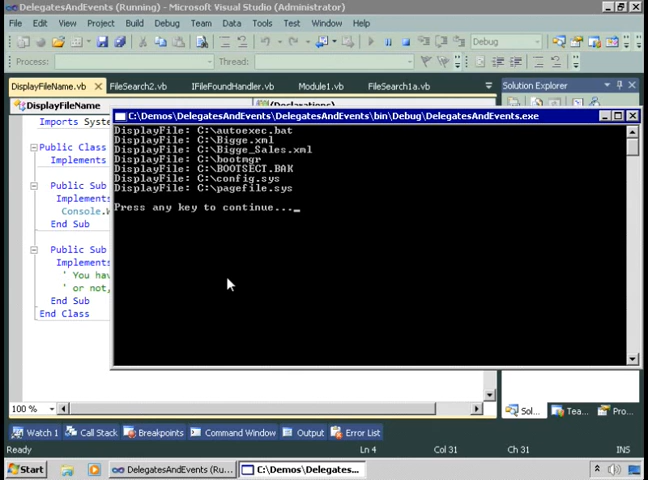 DelegatesAndEvents (Running) - Microsoft Visual Studio (Administrator)
File Edit View Project Build Debug Team Data Tools Test Window Help
Debug
Process: Thread:
DisplayFileName.vb FileSearch2.vb IFileFoundHandler.vb Module1.vb FileSearch1a.vb Solution Explorer
DisplayFileName (Declarations)
C:\Demos\DelegatesAndEvents\DelegatesAndEvents\bin\Debug\DelegatesAndEvents.exe
Imports Syste
Public Class
Implements
Public Sub
Console.W
End Sub
Public Sub
Implements
' You hav
' or not,
End Sub
End Class
DisplayFile: C:\autoexec.bat
DisplayFile: C:\Bigge.xml
DisplayFile: C:\Bigge_Sales.xml
DisplayFile: C:\bootmgr
DisplayFile: C:\BOOTSECT.BAK
DisplayFile: C:\config.sys
DisplayFile: C:\pagefile.sys
Press any key to continue..._
100 % Sol... Tea... Pro...
Watch 1 Call Stack Breakpoints Command Window Output Error List
Ready Ln 4 Col 31 Ch 31 INS
Start DelegatesAndEvents (Ru... C:\Demos\Delegates...